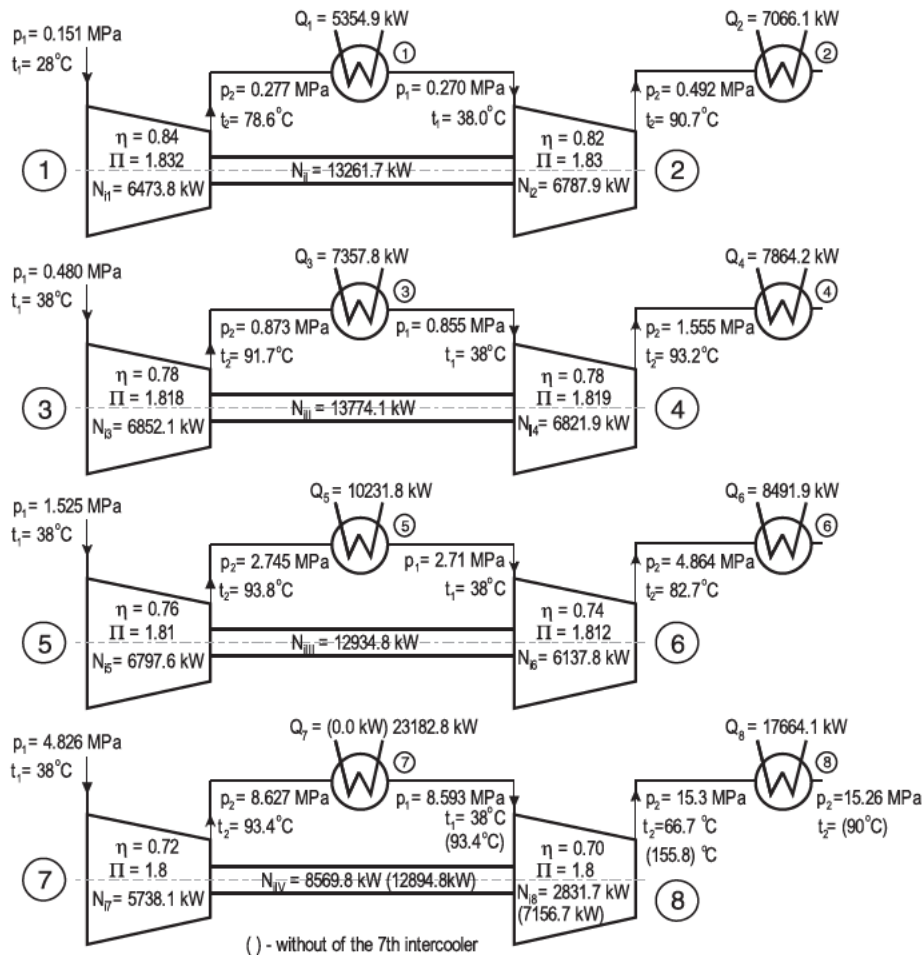 Q₁ = 5354.9 kW
Q₂ = 7066.1 kW
p₁ = 0.151 MPa
t₁ = 28°C
1
2
p₂ = 0.277 MPa
t₂ = 78.6°C
p₁ = 0.270 MPa
t₁ = 38.0°C
p₂ = 0.492 MPa
t₂ = 90.7°C
η = 0.84
Π = 1.832
Nᵢ₁ = 6473.8 kW
1
NᵢI = 13261.7 kW
η = 0.82
Π = 1.83
Nᵢ₂ = 6787.9 kW
2
Q₃ = 7357.8 kW
Q₄ = 7864.2 kW
p₁ = 0.480 MPa
t₁ = 38°C
3
4
p₂ = 0.873 MPa
t₂ = 91.7°C
p₁ = 0.855 MPa
t₁ = 38°C
p₂ = 1.555 MPa
t₂ = 93.2°C
η = 0.78
Π = 1.818
Nᵢ₃ = 6852.1 kW
3
NᵢII = 13774.1 kW
η = 0.78
Π = 1.819
Nᵢ₄ = 6821.9 kW
4
Q₅ = 10231.8 kW
Q₆ = 8491.9 kW
p₁ = 1.525 MPa
t₁ = 38°C
5
6
p₂ = 2.745 MPa
t₂ = 93.8°C
p₁ = 2.71 MPa
t₁ = 38°C
p₂ = 4.864 MPa
t₂ = 82.7°C
η = 0.76
Π = 1.81
Nᵢ₅ = 6797.6 kW
5
NᵢIII = 12934.8 kW
η = 0.74
Π = 1.812
Nᵢ₆ = 6137.8 kW
6
Q₇ = (0.0 kW) 23182.8 kW
Q₈ = 17664.1 kW
p₁ = 4.826 MPa
t₁ = 38°C
7
8
p₂ = 8.627 MPa
t₂ = 93.4°C
p₁ = 8.593 MPa
t₁ = 38°C
(93.4°C)
p₂ = 15.3 MPa
t₂ = 66.7 °C
(155.8) °C
p₂ =15.26 MPa
t₂ = (90°C)
η = 0.72
Π = 1.8
Nᵢ₇ = 5738.1 kW
7
NᵢIV = 8569.8 kW (12894.8kW)
η = 0.70
Π = 1.8
Nᵢ₈ = 2831.7 kW
(7156.7 kW)
8
( ) - without of the 7th intercooler